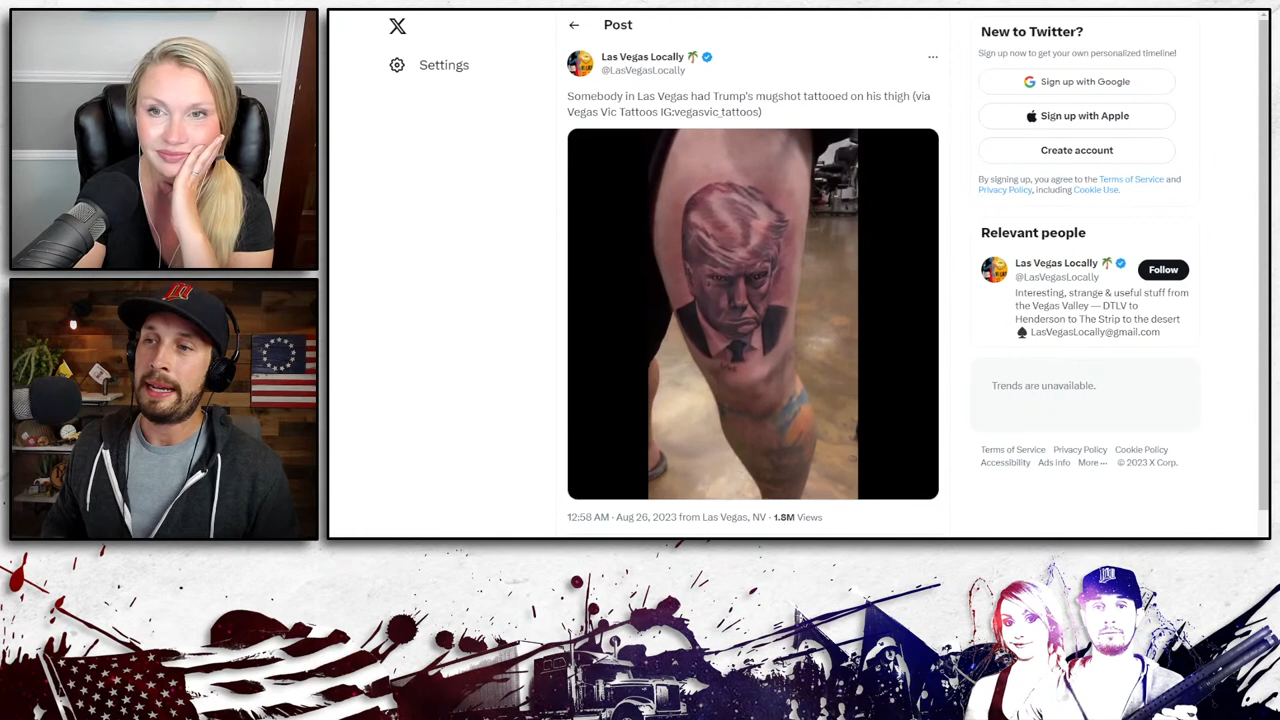 Post
Settings
Las Vegas Locally
@LasVegasLocally
Somebody in Las Vegas had Trump's mugshot tattooed on his thigh (via
Vegas Vic Tattoos IG:vegasvic_tattoos)
12:58 AM · Aug 26, 2023 from Las Vegas, NV · 1.8M Views
New to Twitter?
Sign up now to get your own personalized timeline!
Sign up with Google
Sign up with Apple
Create account
By signing up, you agree to the Terms of Service and
Privacy Policy, including Cookie Use.
Relevant people
Las Vegas Locally
@LasVegasLocally
Follow
Interesting, strange & useful stuff from
the Vegas Valley — DTLV to
Henderson to The Strip to the desert
LasVegasLocally@gmail.com
Trends are unavailable.
Terms of Service Privacy Policy Cookie Policy
Accessibility Ads info More ··· © 2023 X Corp.